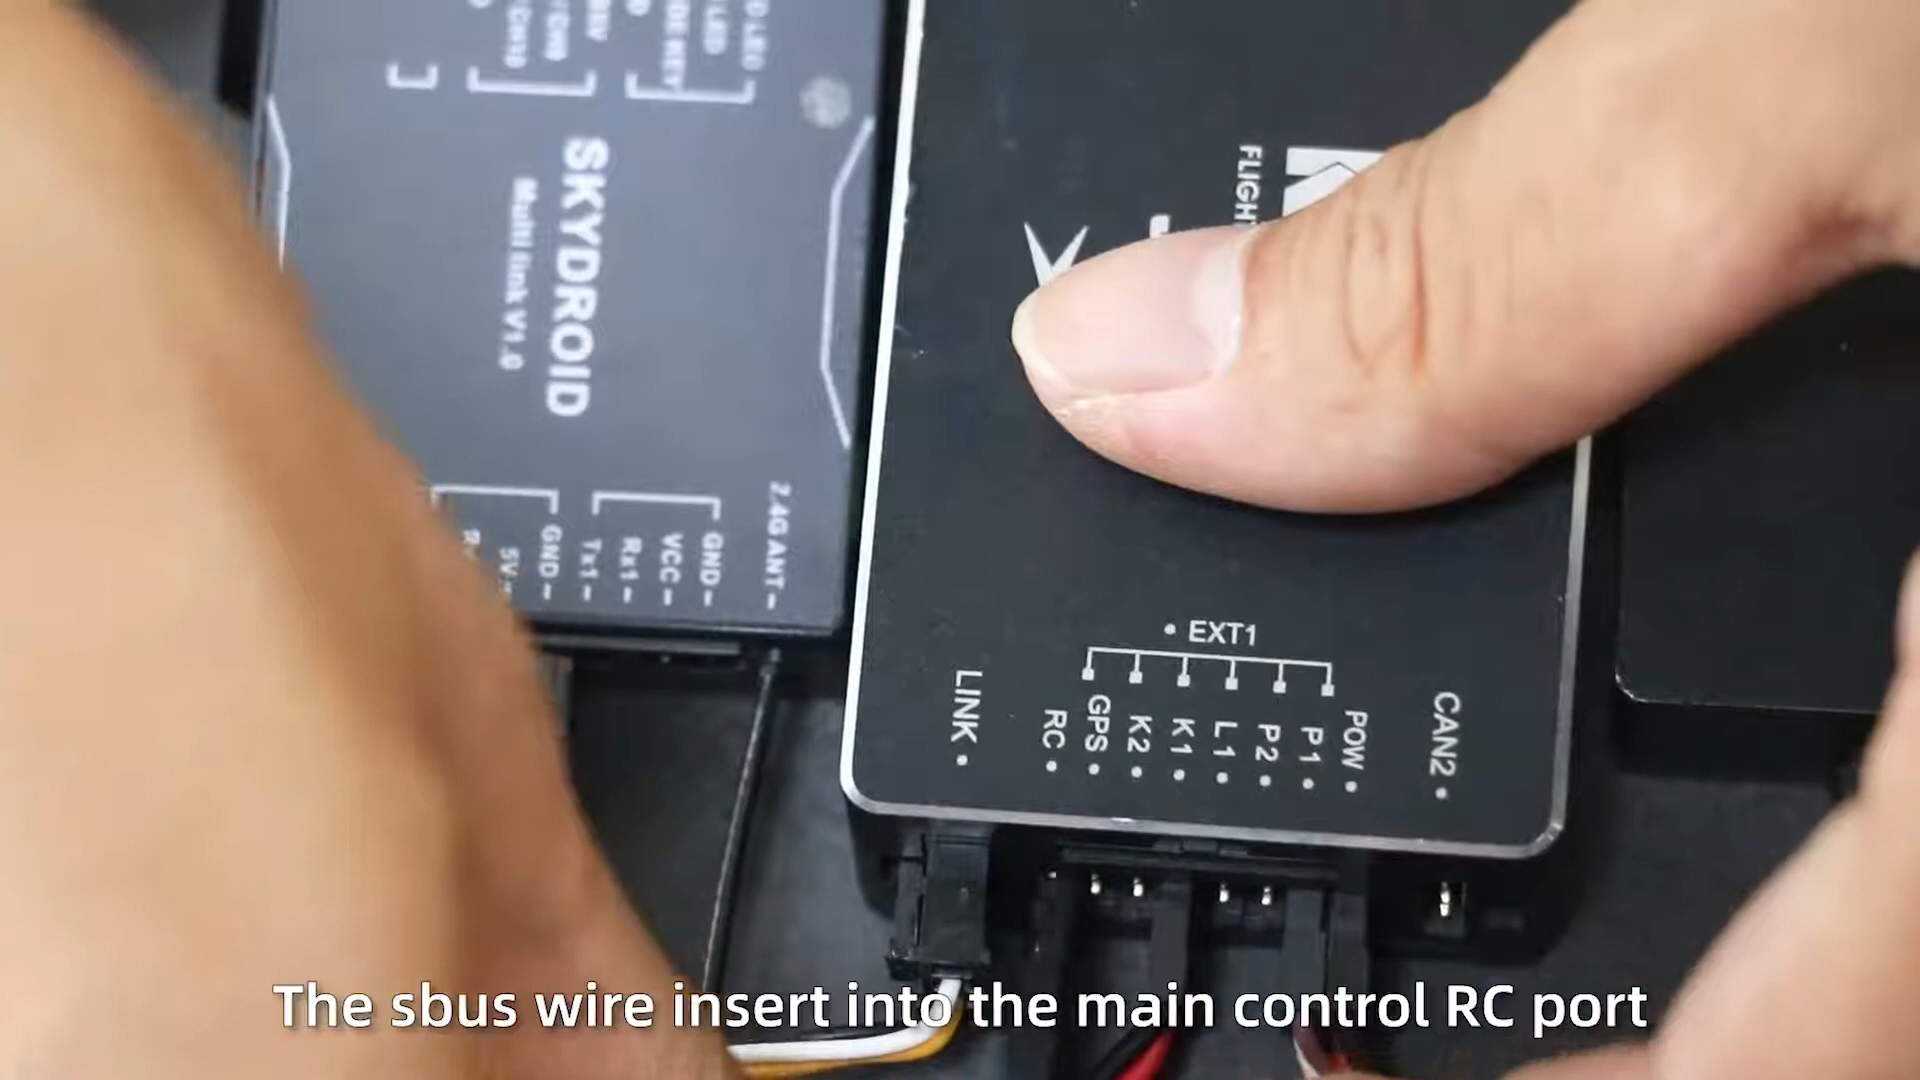 LED
SKYDROID
Multi link V1.0
2.4G ANT
GND
VCC
Rx1
Tx1
GND
5V
EXT1
LINK
RC
GPS
K2
K1
L1
P2
P1
POW
CAN2
The sbus wire insert into the main control RC port